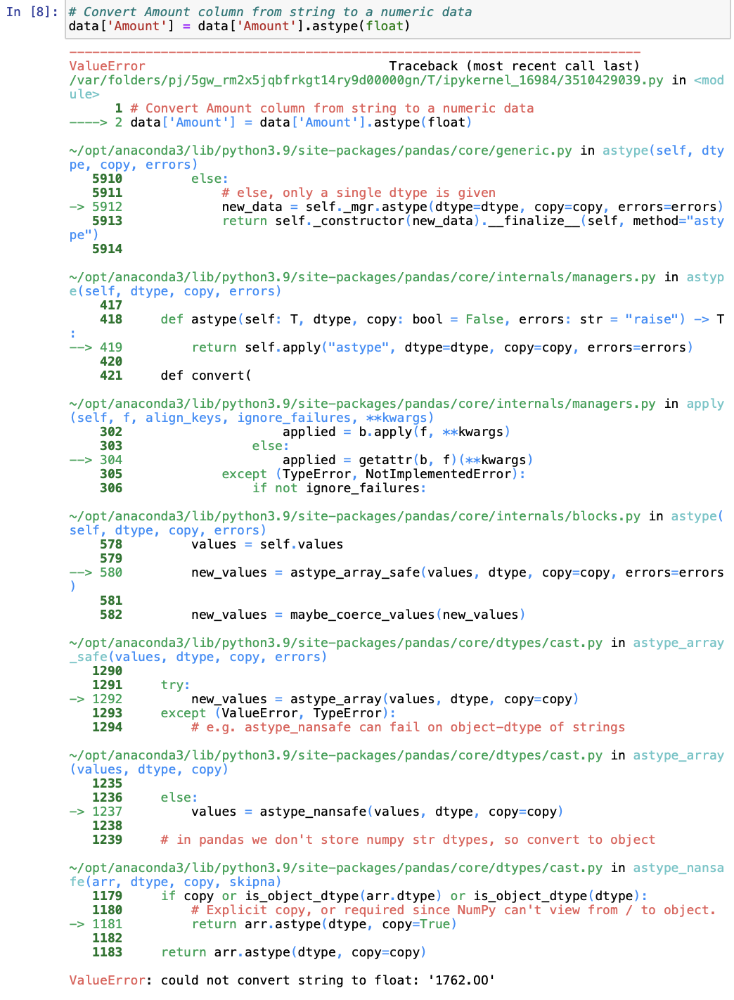 In [8]: # Convert Amount column from string to a numeric data
data['Amount'] = data['Amount'].astype(float)
---------------------------------------------------------------------------
ValueError                                Traceback (most recent call last)
/var/folders/pj/5gw_rm2x5jqbfrkgt14ry9d00000gn/T/ipykernel_16984/3510429039.py in <mod
ule>
      1 # Convert Amount column from string to a numeric data
----> 2 data['Amount'] = data['Amount'].astype(float)
~/opt/anaconda3/lib/python3.9/site-packages/pandas/core/generic.py in astype(self, dty
pe, copy, errors)
   5910         else:
   5911             # else, only a single dtype is given
-> 5912             new_data = self._mgr.astype(dtype=dtype, copy=copy, errors=errors)
   5913             return self._constructor(new_data).__finalize__(self, method="asty
pe")
   5914
~/opt/anaconda3/lib/python3.9/site-packages/pandas/core/internals/managers.py in astyp
e(self, dtype, copy, errors)
    417
    418     def astype(self: T, dtype, copy: bool = False, errors: str = "raise") -> T
:
--> 419         return self.apply("astype", dtype=dtype, copy=copy, errors=errors)
    420
    421     def convert(
~/opt/anaconda3/lib/python3.9/site-packages/pandas/core/internals/managers.py in apply
(self, f, align_keys, ignore_failures, **kwargs)
    302                     applied = b.apply(f, **kwargs)
    303                 else:
--> 304                     applied = getattr(b, f)(**kwargs)
    305             except (TypeError, NotImplementedError):
    306                 if not ignore_failures:
~/opt/anaconda3/lib/python3.9/site-packages/pandas/core/internals/blocks.py in astype(
self, dtype, copy, errors)
    578         values = self.values
    579
--> 580         new_values = astype_array_safe(values, dtype, copy=copy, errors=errors
)
    581
    582         new_values = maybe_coerce_values(new_values)
~/opt/anaconda3/lib/python3.9/site-packages/pandas/core/dtypes/cast.py in astype_array
_safe(values, dtype, copy, errors)
   1290
   1291     try:
-> 1292         new_values = astype_array(values, dtype, copy=copy)
   1293     except (ValueError, TypeError):
   1294         # e.g. astype_nansafe can fail on object-dtype of strings
~/opt/anaconda3/lib/python3.9/site-packages/pandas/core/dtypes/cast.py in astype_array
(values, dtype, copy)
   1235
   1236     else:
-> 1237         values = astype_nansafe(values, dtype, copy=copy)
   1238
   1239     # in pandas we don't store numpy str dtypes, so convert to object
~/opt/anaconda3/lib/python3.9/site-packages/pandas/core/dtypes/cast.py in astype_nansa
fe(arr, dtype, copy, skipna)
   1179     if copy or is_object_dtype(arr.dtype) or is_object_dtype(dtype):
   1180         # Explicit copy, or required since NumPy can't view from / to object.
-> 1181         return arr.astype(dtype, copy=True)
   1182
   1183     return arr.astype(dtype, copy=copy)
ValueError: could not convert string to float: '1762.OO'